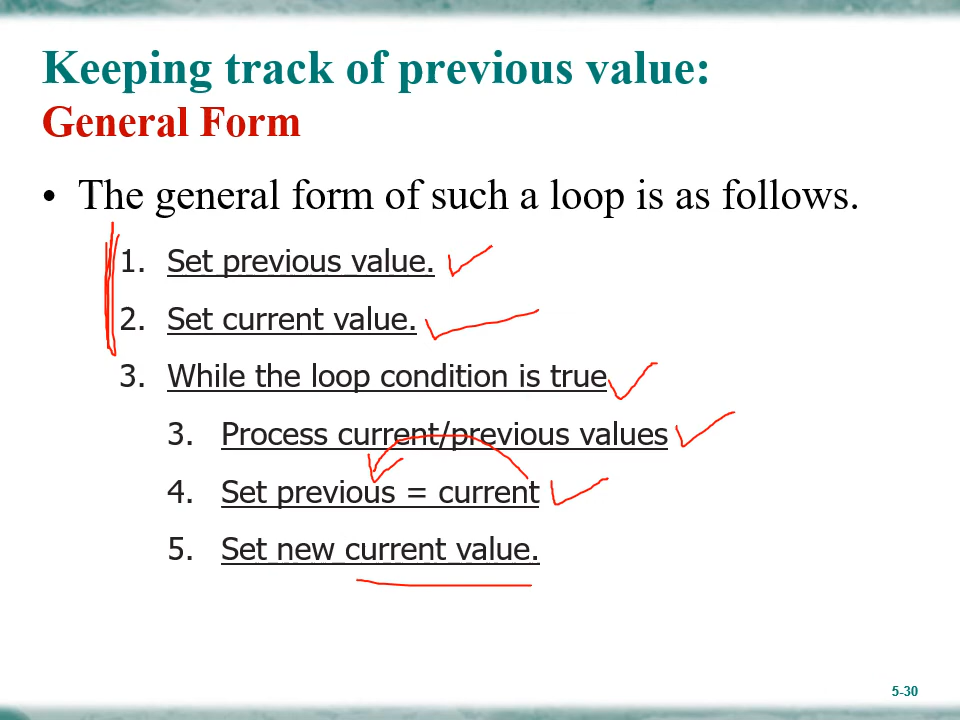 Keeping track of previous value:
General Form
• The general form of such a loop is as follows.
1. Set previous value.
2. Set current value.
3. While the loop condition is true
3. Process current/previous values
4. Set previous = current
5. Set new current value.
5-30